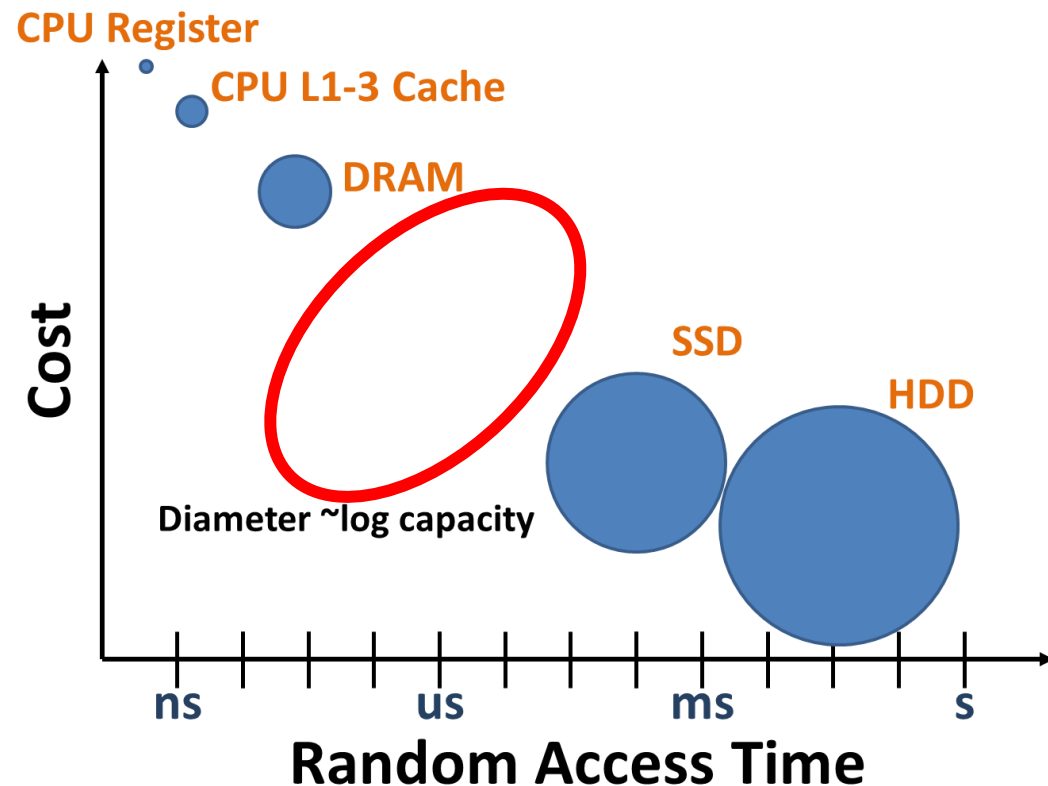 CPU Register
CPU L1-3 Cache
DRAM
SSD
HDD
Cost
Diameter ~log capacity
ns us ms s
Random Access Time